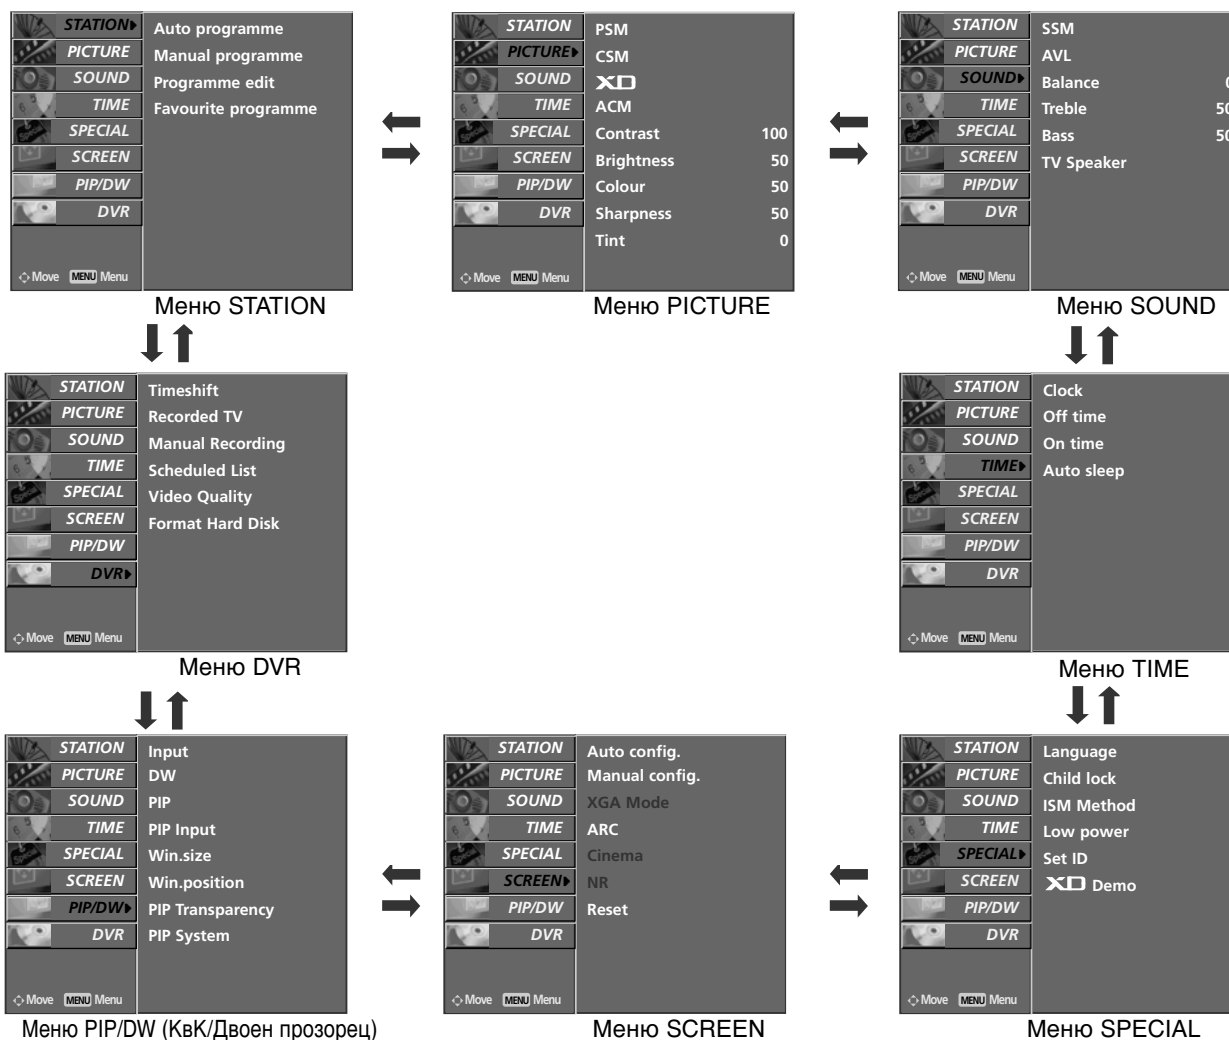 STATION
PICTURE
SOUND
TIME
SPECIAL
SCREEN
PIP/DW
DVR
Move MENU Menu
Auto programme
Manual programme
Programme edit
Favourite programme
Меню STATION
STATION
PICTURE
SOUND
TIME
SPECIAL
SCREEN
PIP/DW
DVR
Move MENU Menu
PSM
CSM
XD
ACM
Contrast 100
Brightness 50
Colour 50
Sharpness 50
Tint 0
Меню PICTURE
STATION
PICTURE
SOUND
TIME
SPECIAL
SCREEN
PIP/DW
DVR
Move MENU Menu
SSM
AVL
Balance 0
Treble 50
Bass 50
TV Speaker
Меню SOUND
STATION
PICTURE
SOUND
TIME
SPECIAL
SCREEN
PIP/DW
DVR
Move MENU Menu
Timeshift
Recorded TV
Manual Recording
Scheduled List
Video Quality
Format Hard Disk
Меню DVR
STATION
PICTURE
SOUND
TIME
SPECIAL
SCREEN
PIP/DW
DVR
Move MENU Menu
Clock
Off time
On time
Auto sleep
Меню TIME
STATION
PICTURE
SOUND
TIME
SPECIAL
SCREEN
PIP/DW
DVR
Move MENU Menu
Input
DW
PIP
PIP Input
Win.size
Win.position
PIP Transparency
PIP System
Меню PIP/DW (КвК/Двоен прозорец)
STATION
PICTURE
SOUND
TIME
SPECIAL
SCREEN
PIP/DW
DVR
Move MENU Menu
Auto config.
Manual config.
XGA Mode
ARC
Cinema
NR
Reset
Меню SCREEN
STATION
PICTURE
SOUND
TIME
SPECIAL
SCREEN
PIP/DW
DVR
Move MENU Menu
Language
Child lock
ISM Method
Low power
Set ID
XD Demo
Меню SPECIAL